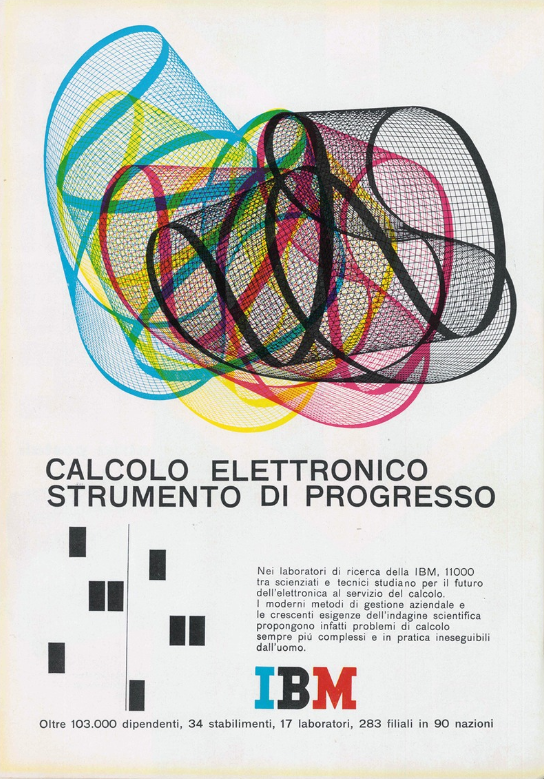 CALCOLO ELETTRONICO
STRUMENTO DI PROGRESSO
Nei laboratori di ricerca della IBM, 11000
tra scienziati e tecnici studiano per il futuro
dell'elettronica al servizio del calcolo.
I moderni metodi di gestione aziendale e
le crescenti esigenze dell'indagine scientifica
propongono infatti problemi di calcolo
sempre più complessi e in pratica ineseguibili
dall'uomo.
IBM
Oltre 103.000 dipendenti, 34 stabilimenti, 17 laboratori, 283 filiali in 90 nazioni